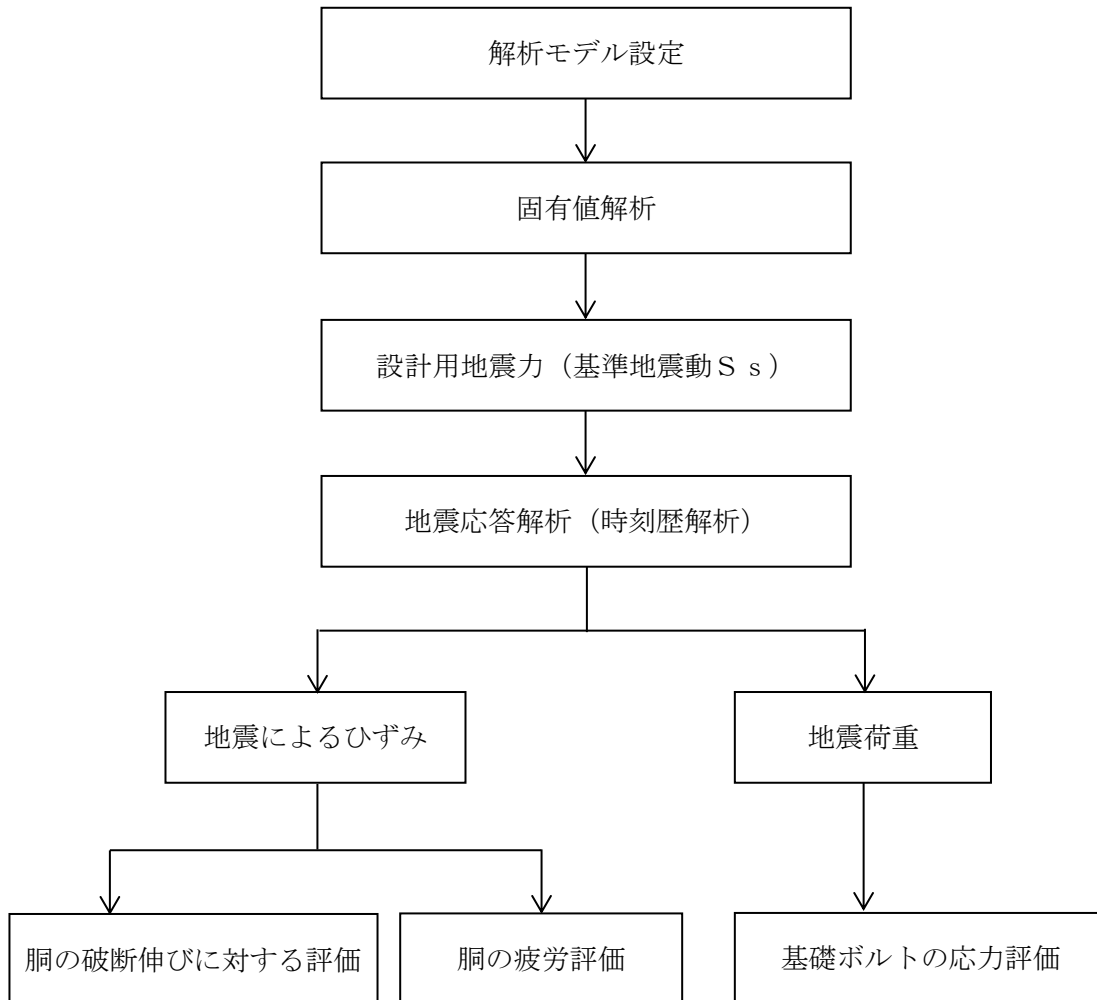 解析モデル設定
固有値解析
設計用地震力（基準地震動Ｓｓ）
地震応答解析（時刻歴解析）
地震によるひずみ
地震荷重
胴の破断伸びに対する評価
胴の疲労評価
基礎ボルトの応力評価